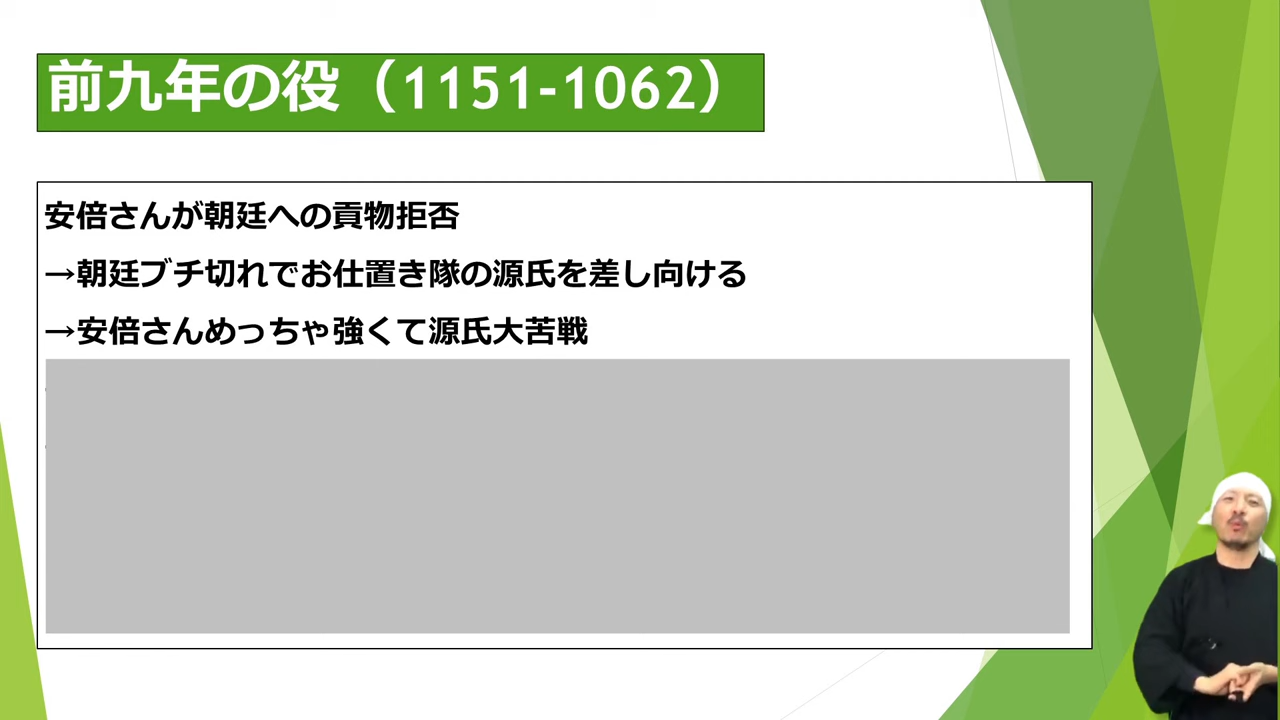 前九年の役（1151-1062）
安倍さんが朝廷への貢物拒否
→朝廷ブチ切れでお仕置き隊の源氏を差し向ける
→安倍さんめっちゃ強くて源氏大苦戦